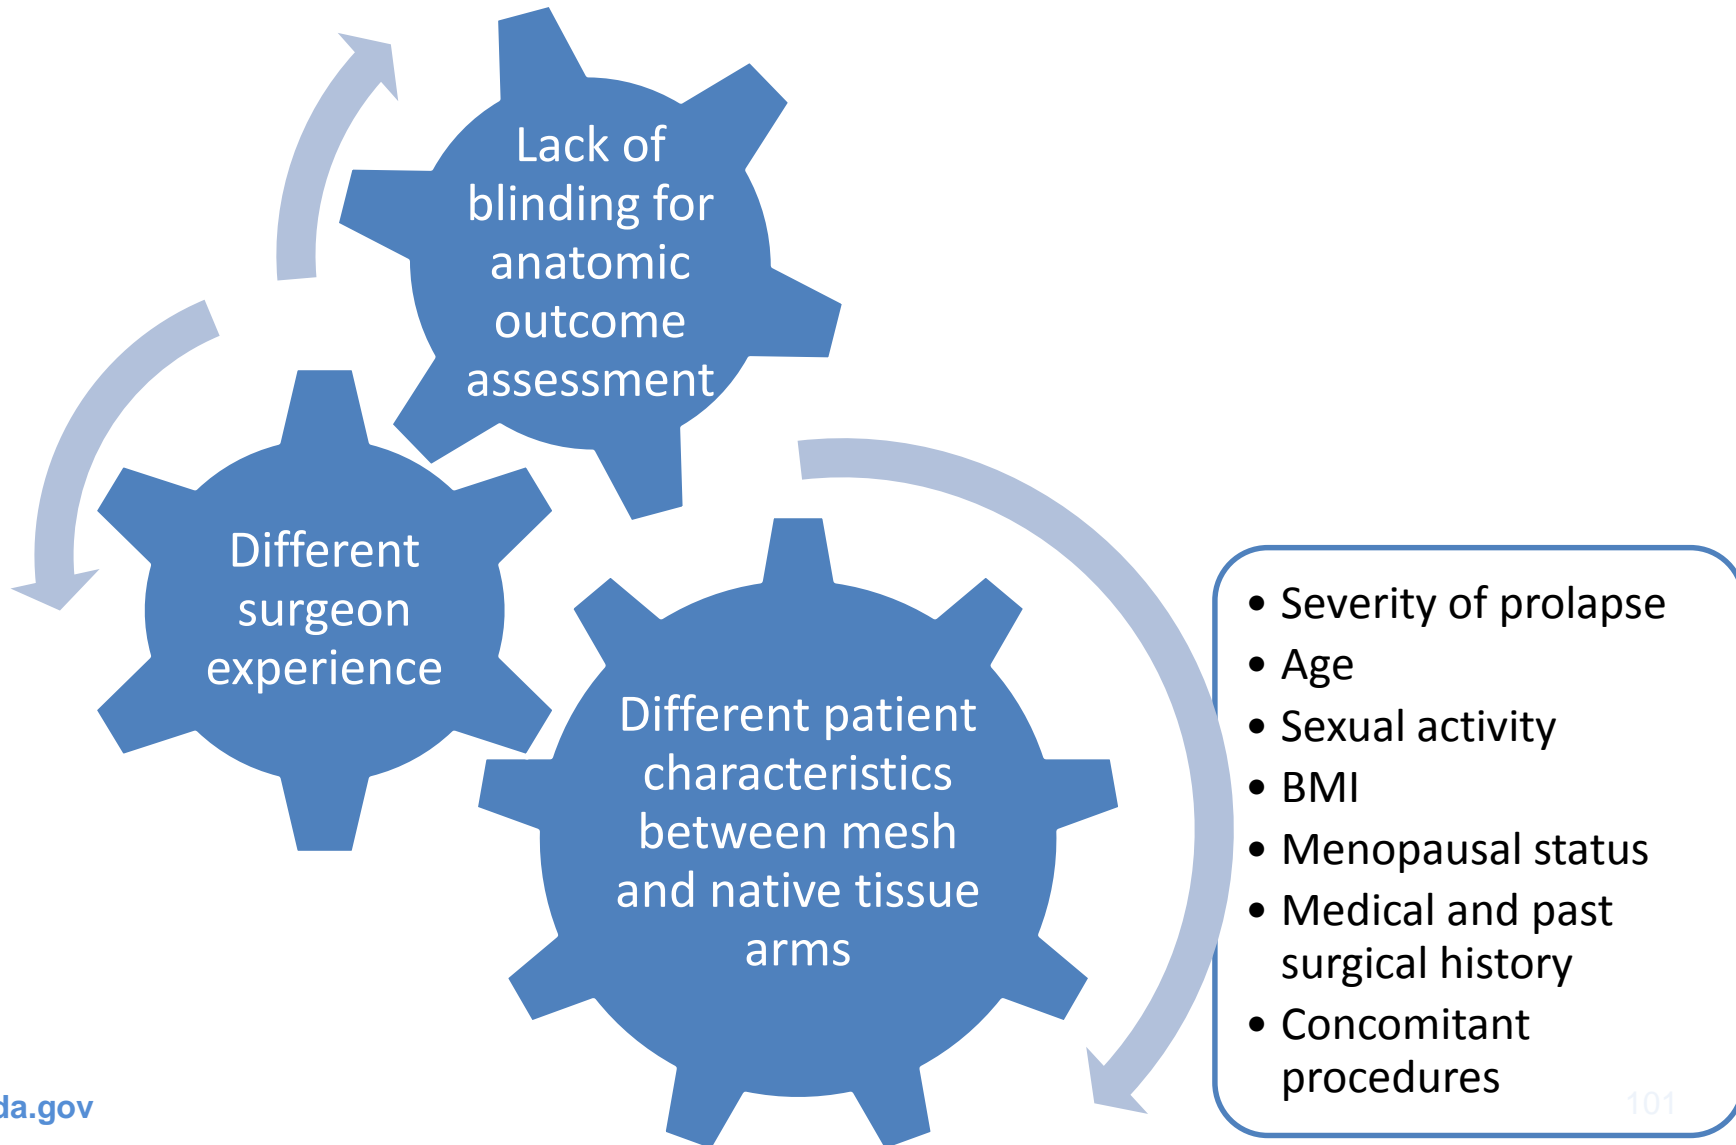 Lack of
blinding for
anatomic
outcome
assessment
Different
surgeon
experience
Different patient
characteristics
between mesh
and native tissue
arms
• Severity of prolapse
• Age
• Sexual activity
• BMI
• Menopausal status
• Medical and past
surgical history
• Concomitant
procedures
da.gov
101